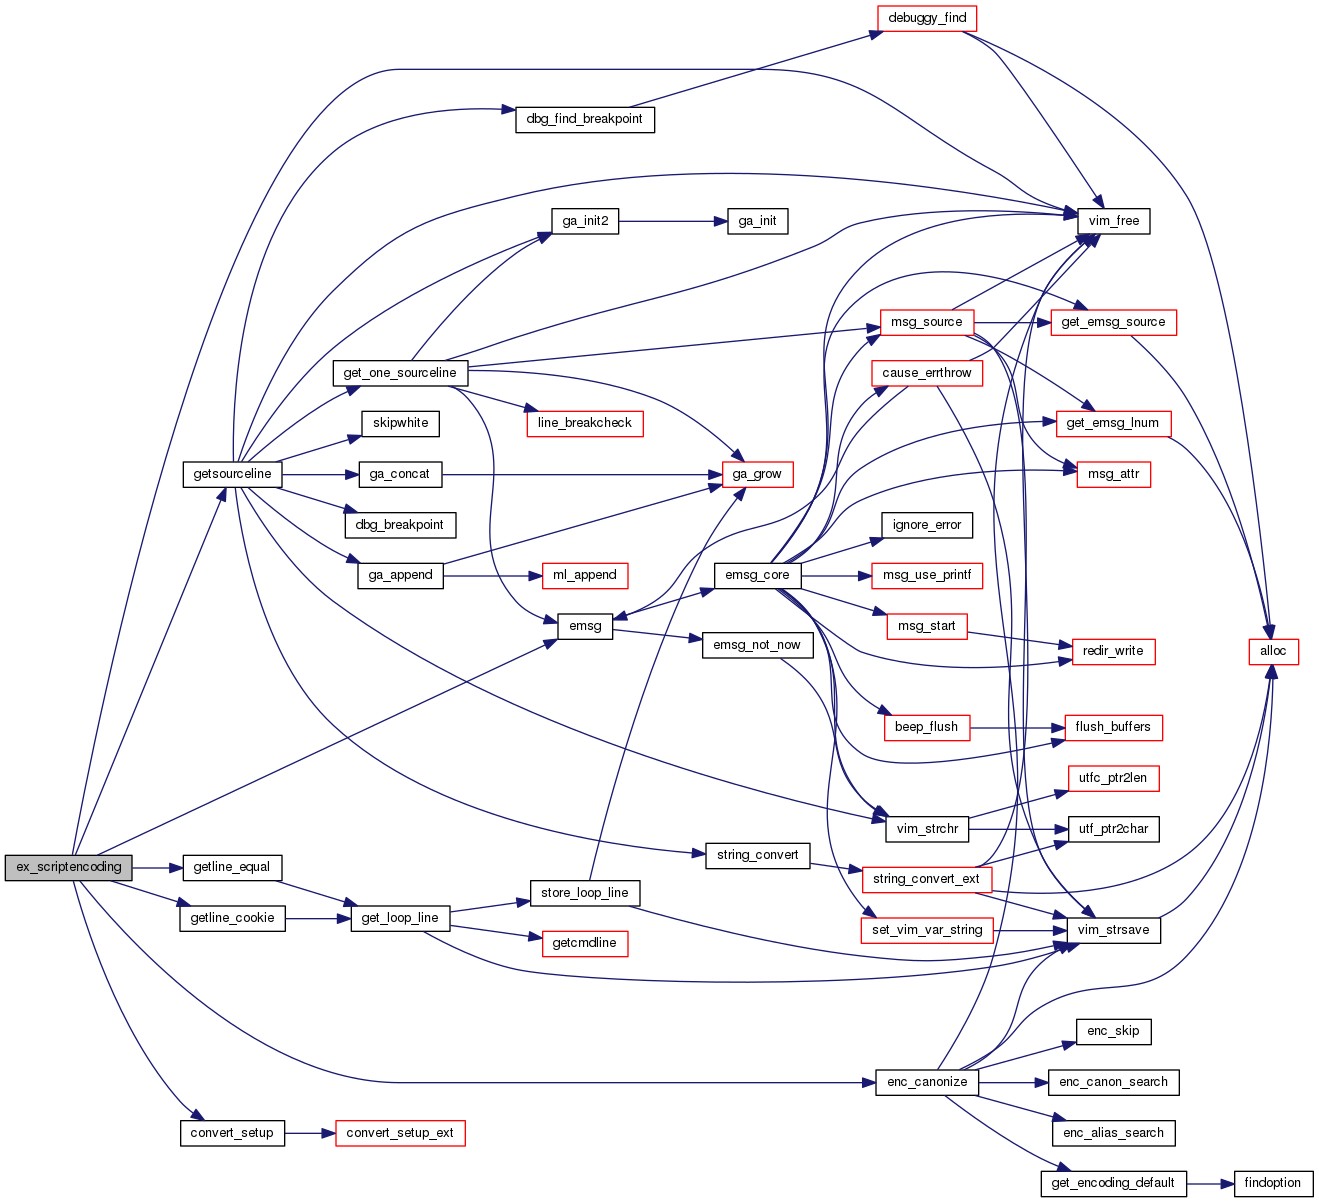 debuggy_find
dbg_find_breakpoint
ga_init2
ga_init
vim_free
msg_source
get_emsg_source
get_one_sourceline
cause_errthrow
skipwhite
line_breakcheck
get_emsg_lnum
getsourceline
ga_concat
ga_grow
msg_attr
dbg_breakpoint
ignore_error
ga_append
ml_append
emsg_core
msg_use_printf
emsg
msg_start
emsg_not_now
redir_write
alloc
beep_flush
flush_buffers
utfc_ptr2len
vim_strchr
utf_ptr2char
string_convert
ex_scriptencoding
getline_equal
string_convert_ext
store_loop_line
getline_cookie
get_loop_line
set_vim_var_string
vim_strsave
getcmdline
enc_skip
enc_canonize
enc_canon_search
convert_setup
convert_setup_ext
enc_alias_search
get_encoding_default
findoption